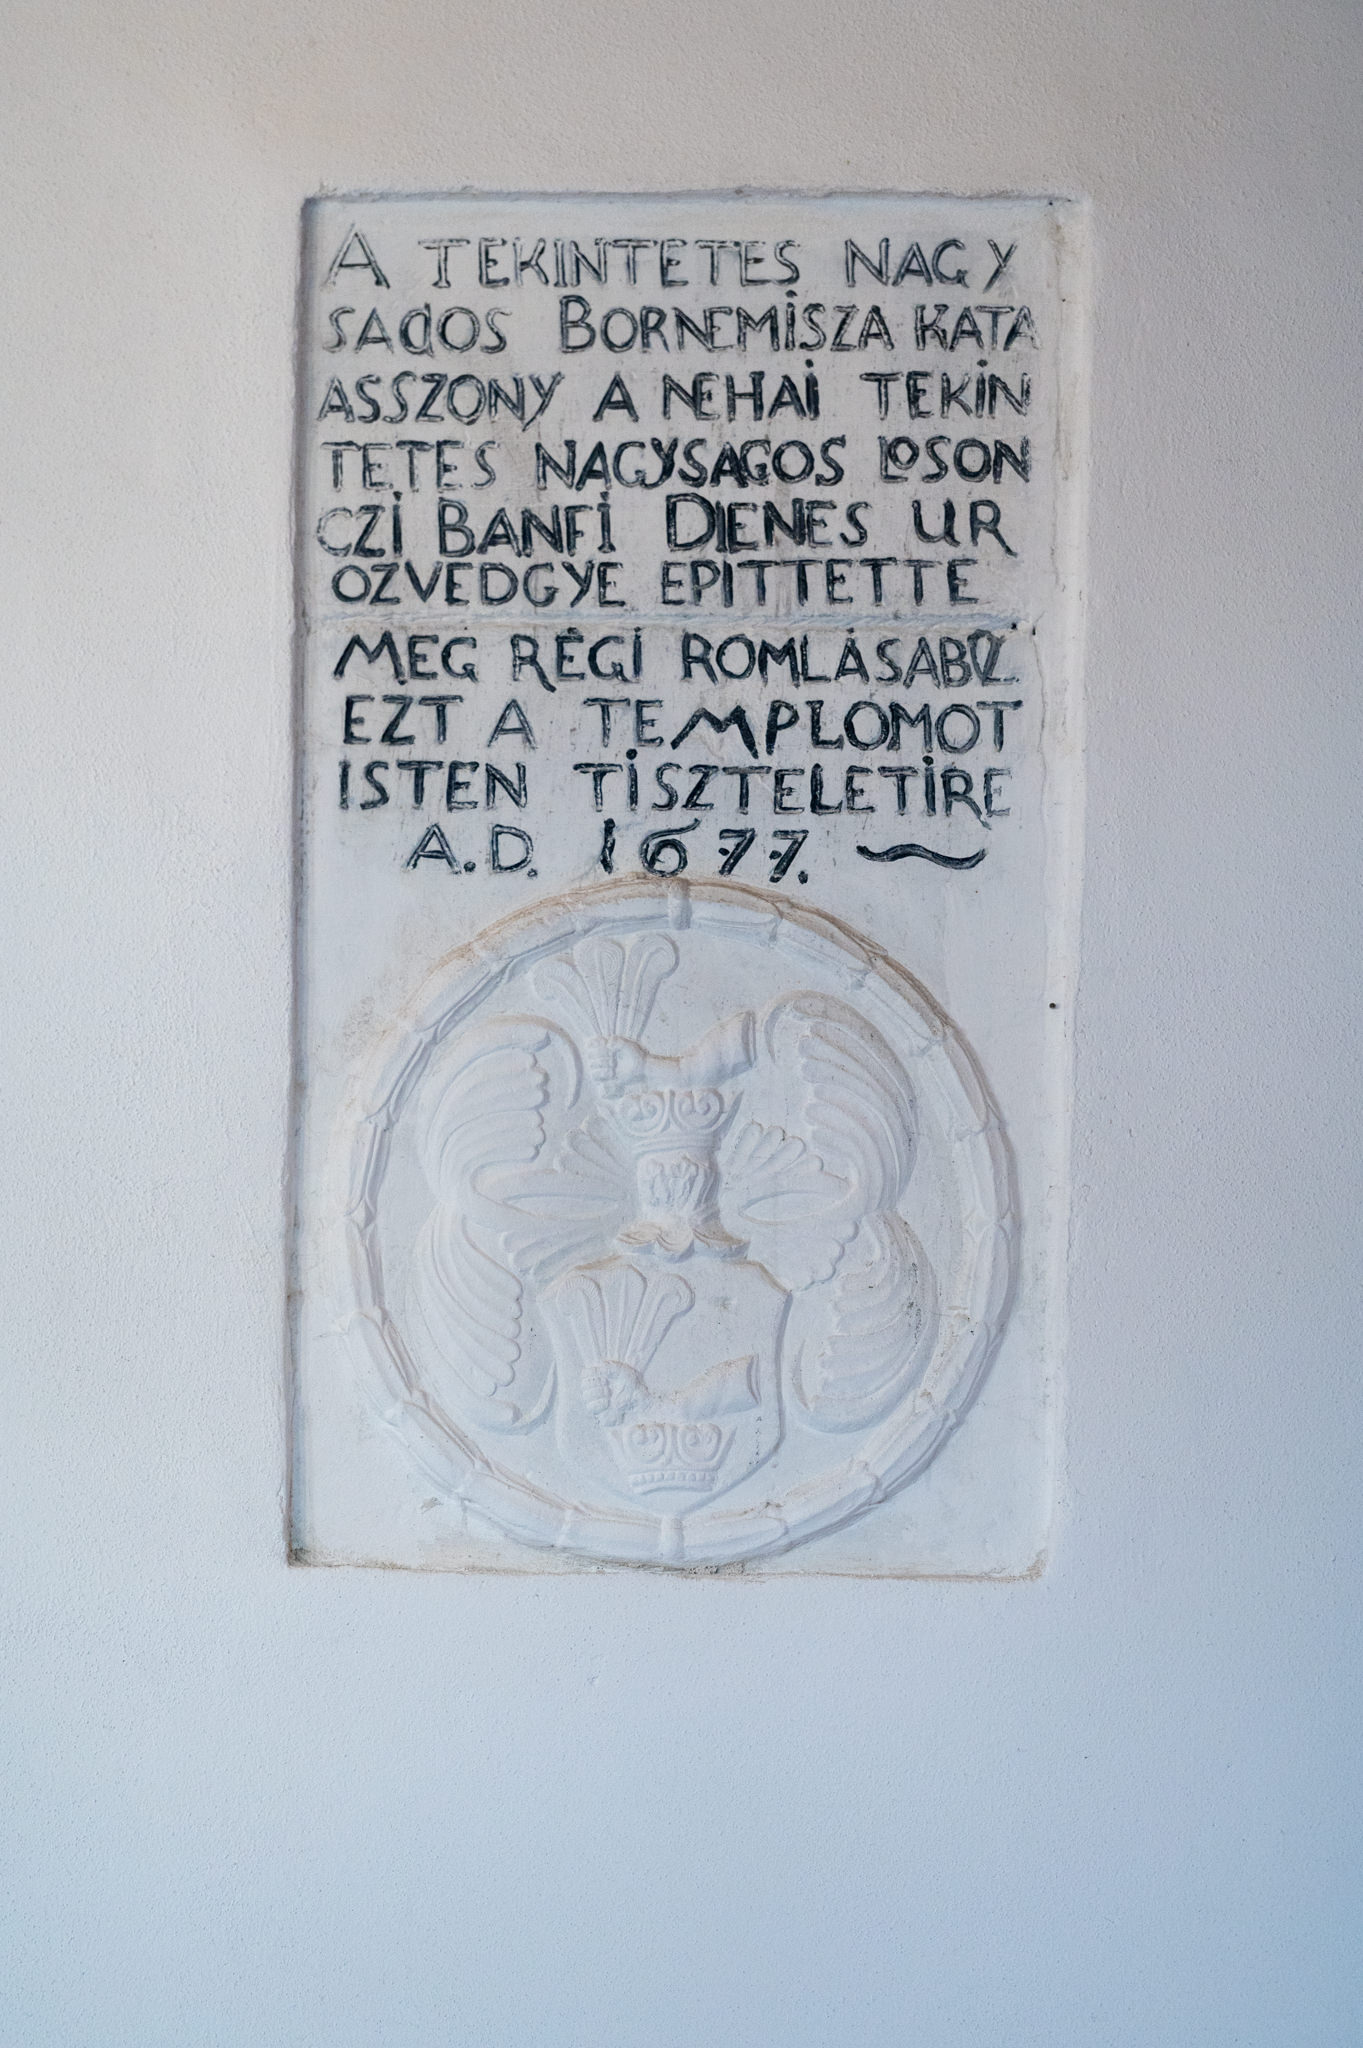 A TEKINTETES NAGY
SAGOS BORNEMISZA KATA
ASSZONY A NEHAI TEKIN
TETES NAGYSAGOS LOSON
CZI BANFI DIENES UR
OZVEDGYE EPITTETTE
MEG RÉGI ROMLÁSABUL
EZT A TEMPLOMOT
ISTEN TISZTELETIRE
A.D. 1677.